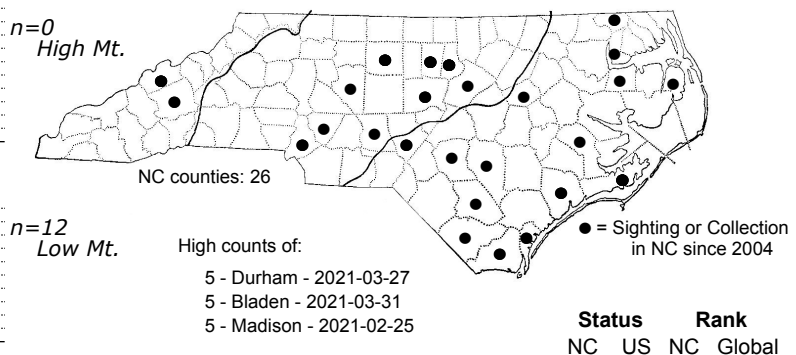 n=0
High Mt.
NC counties: 26
n=12
Low Mt.
High counts of:
5 - Durham - 2021-03-27
5 - Bladen - 2021-03-31
5 - Madison - 2021-02-25
● = Sighting or Collection
in NC since 2004
Status Rank
NC US NC Global